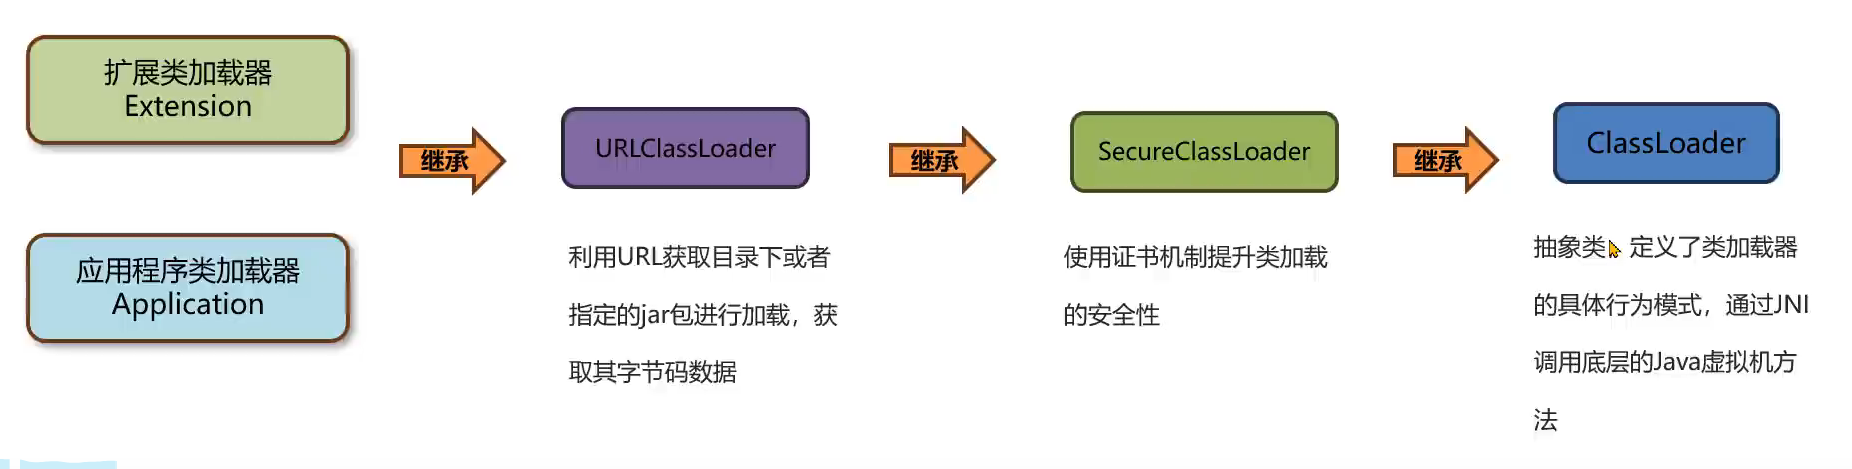 扩展类加载器
Extension
应用程序类加载器
Application
继承
URLClassLoader
利用URL获取目录下或者
指定的jar包进行加载，获
取其字节码数据
继承
SecureClassLoader
使用证书机制提升类加载
的安全性
继承
ClassLoader
抽象类，定义了类加载器
的具体行为模式，通过JNI
调用底层的Java虚拟机方
法